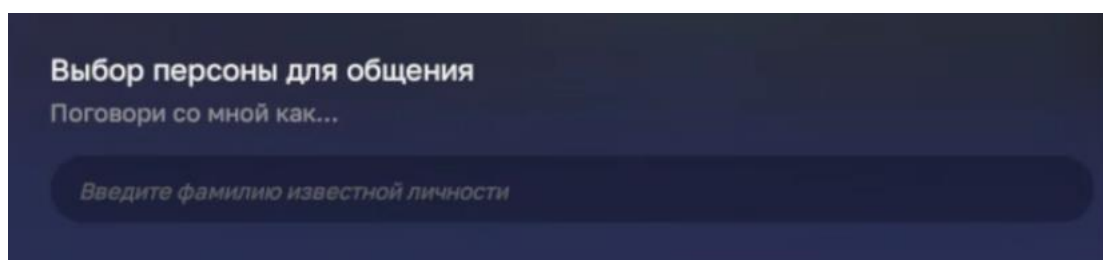 Выбор персоны для общения
Поговори со мной как...
Введите фамилию известной личности